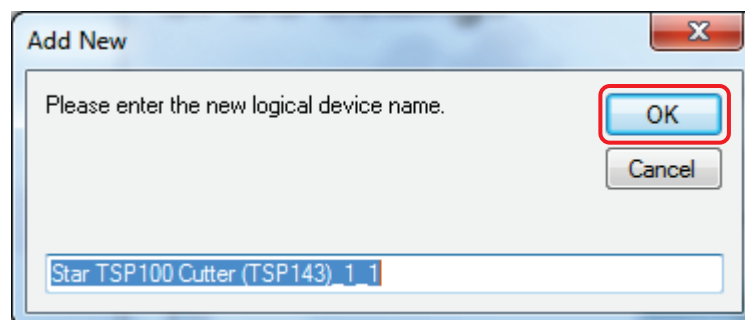 Add New
Please enter the new logical device name.
OK
Cancel
Star TSP100 Cutter (TSP143)_1_1